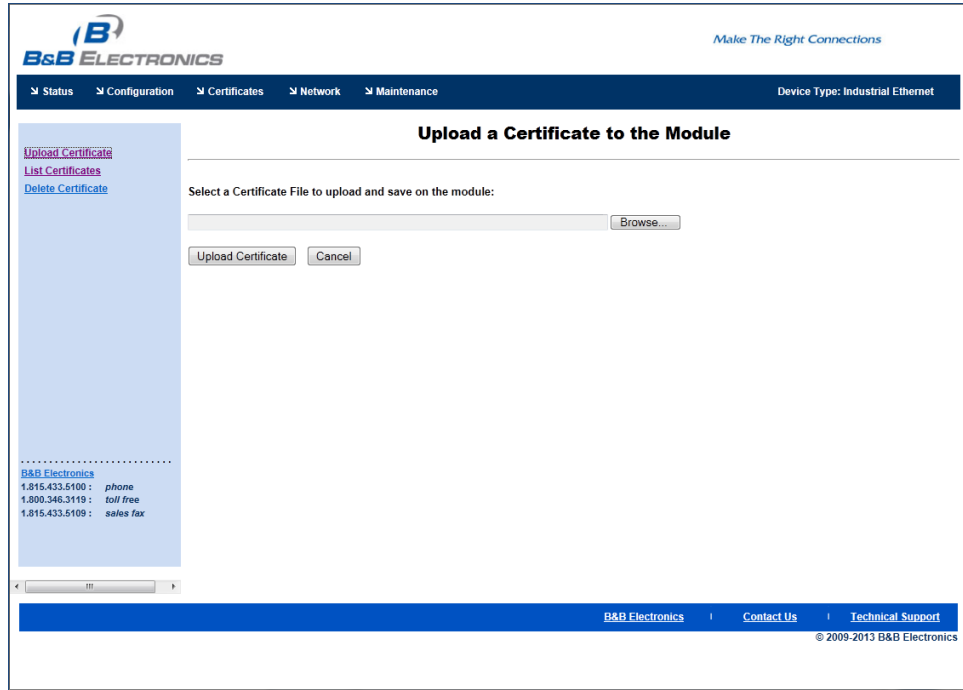 B
B&B ELECTRONICS
Make The Right Connections
Status Configuration Certificates Network Maintenance Device Type: Industrial Ethernet
Upload Certificate
List Certificates
Delete Certificate
Upload a Certificate to the Module
Select a Certificate File to upload and save on the module:
Browse...
Upload Certificate Cancel
B&B Electronics
1.815.433.5100 : phone
1.800.346.3119 : toll free
1.815.433.5109 : sales fax
B&B Electronics | Contact Us | Technical Support
© 2009-2013 B&B Electronics